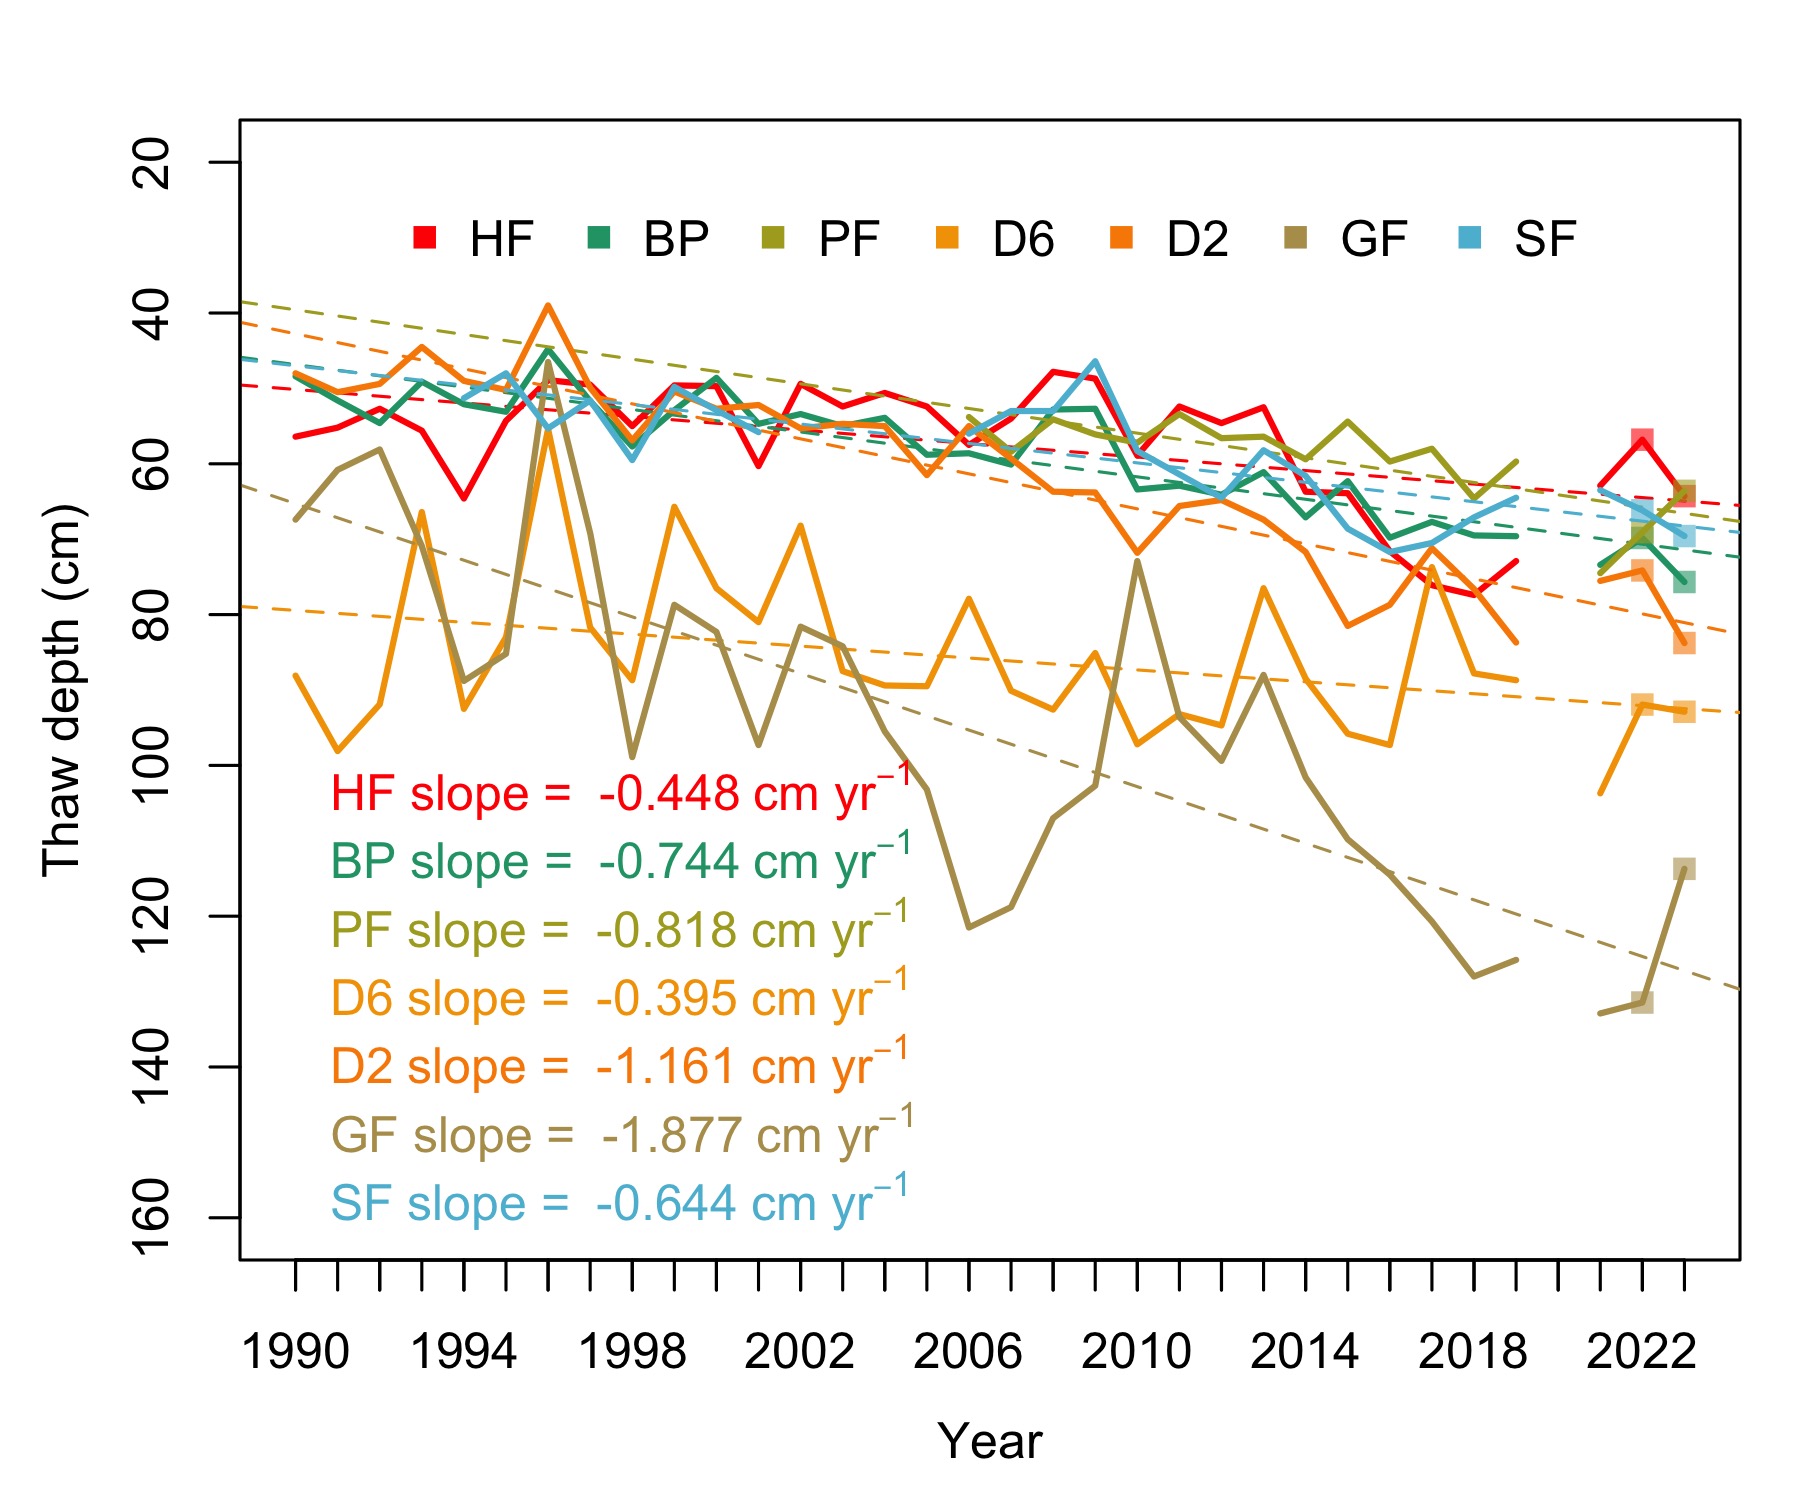 20
40
60
80
100
120
140
160
Thaw depth (cm)
HF BP PF D6 D2 GF SF
HF slope = -0.448 cm yr⁻¹
BP slope = -0.744 cm yr⁻¹
PF slope = -0.818 cm yr⁻¹
D6 slope = -0.395 cm yr⁻¹
D2 slope = -1.161 cm yr⁻¹
GF slope = -1.877 cm yr⁻¹
SF slope = -0.644 cm yr⁻¹
1990 1994 1998 2002 2006 2010 2014 2018 2022
Year